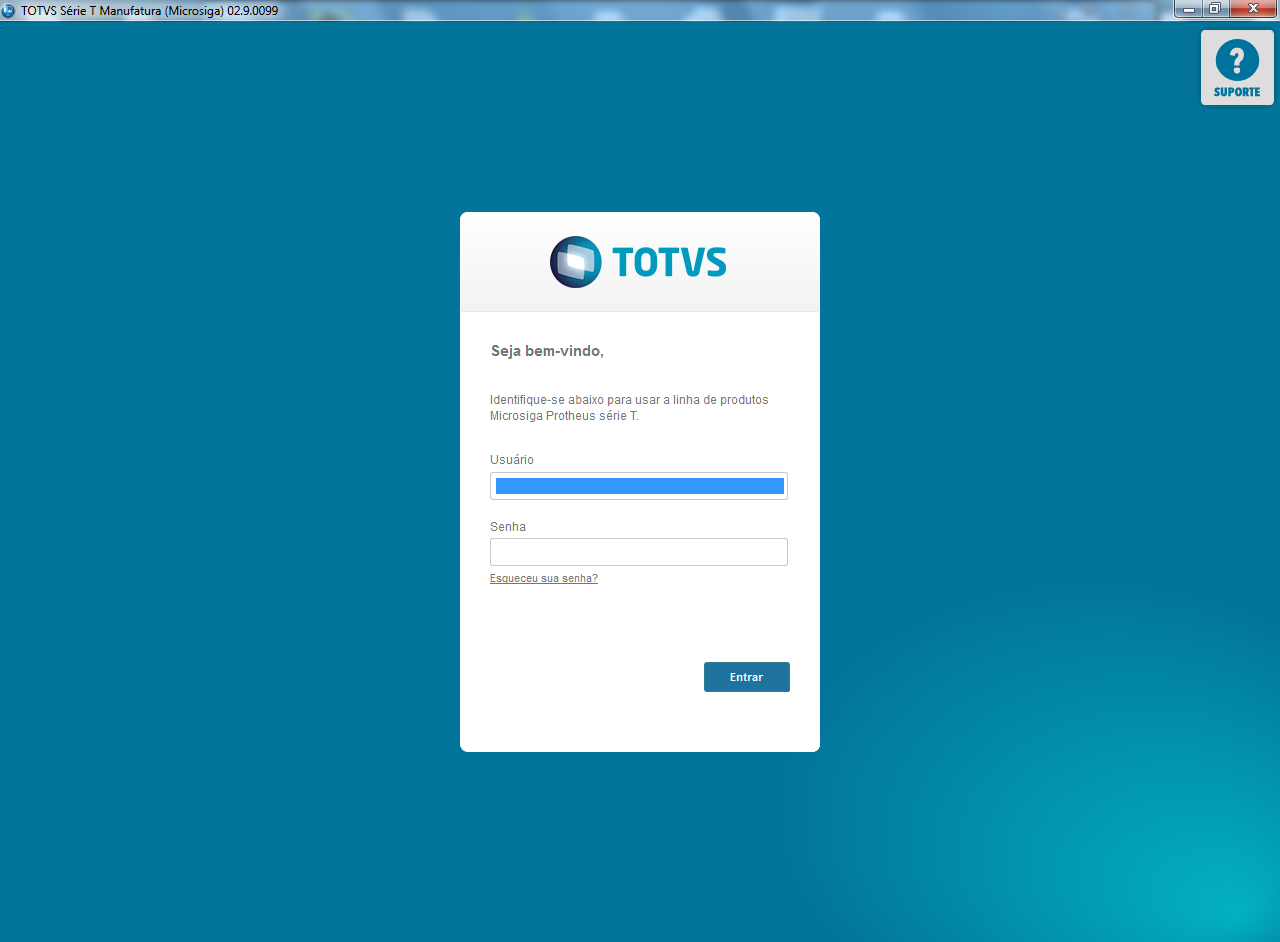 TOTVS Série T Manufatura (Microsiga) 02.9.0099
?
SUPORTE
TOTVS
Seja bem-vindo,
Identifique-se abaixo para usar a linha de produtos
Microsiga Protheus série T.
Usuário
Senha
Esqueceu sua senha?
Entrar